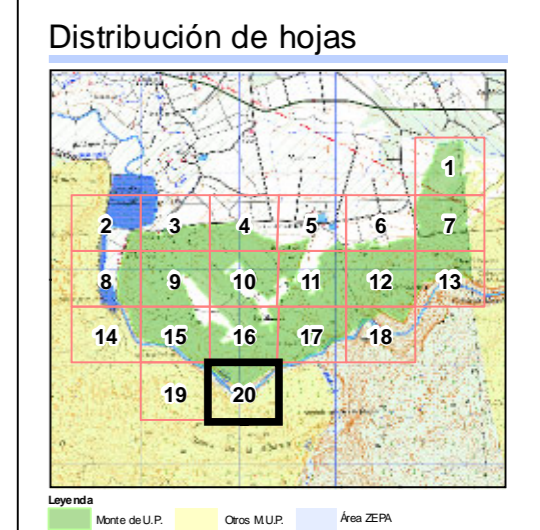 Distribución de hojas
1
2 3 4 5 6 7
8 9 10 11 12 13
14 15 16 17 18
19 20
Leyenda
Monte de U.P. Otros M.U.P. Área ZEPA